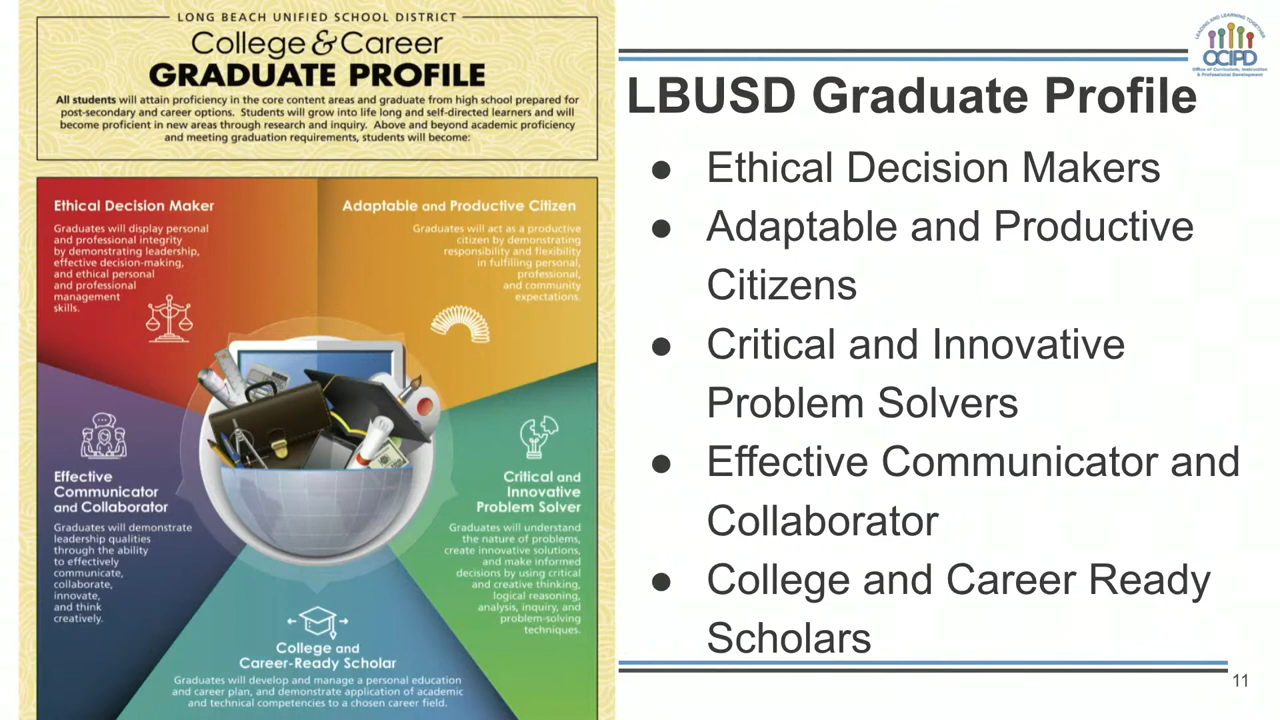 LONG BEACH UNIFIED SCHOOL DISTRICT
College & Career
GRADUATE PROFILE
All students will attain proficiency in the core content areas and graduate from high school prepared for
post-secondary and career options. Students will grow into life long and self-directed learners and will
become proficient in new areas through research and inquiry. Above and beyond academic proficiency
and meeting graduation requirements, students will become:
Ethical Decision Maker
Graduates will display personal
and professional integrity
by demonstrating leadership,
effective decision-making,
and ethical personal
and professional
management
skills.
Adaptable and Productive Citizen
Graduates will act as a productive
citizen by demonstrating
responsibility and flexibility
in fulfilling personal,
professional,
and community
expectations.
Effective
Communicator
and Collaborator
Graduates will demonstrate
leadership qualities
through the ability
to effectively
communicate,
collaborate,
innovate,
and think
creatively.
Critical and
Innovative
Problem Solver
Graduates will understand
the nature of problems,
create innovative solutions,
and make informed
decisions by using critical
and creative thinking,
logical reasoning,
analysis, inquiry, and
problem-solving
techniques.
College and
Career-Ready Scholar
Graduates will develop and manage a personal education
and career plan, and demonstrate application of academic
and technical competencies to a chosen career field.
LEADING AND LEARNING TOGETHER
OCIPD
Office of Curriculum, Instruction
& Professional Development
LBUSD Graduate Profile
● Ethical Decision Makers
● Adaptable and Productive
Citizens
● Critical and Innovative
Problem Solvers
● Effective Communicator and
Collaborator
● College and Career Ready
Scholars
11